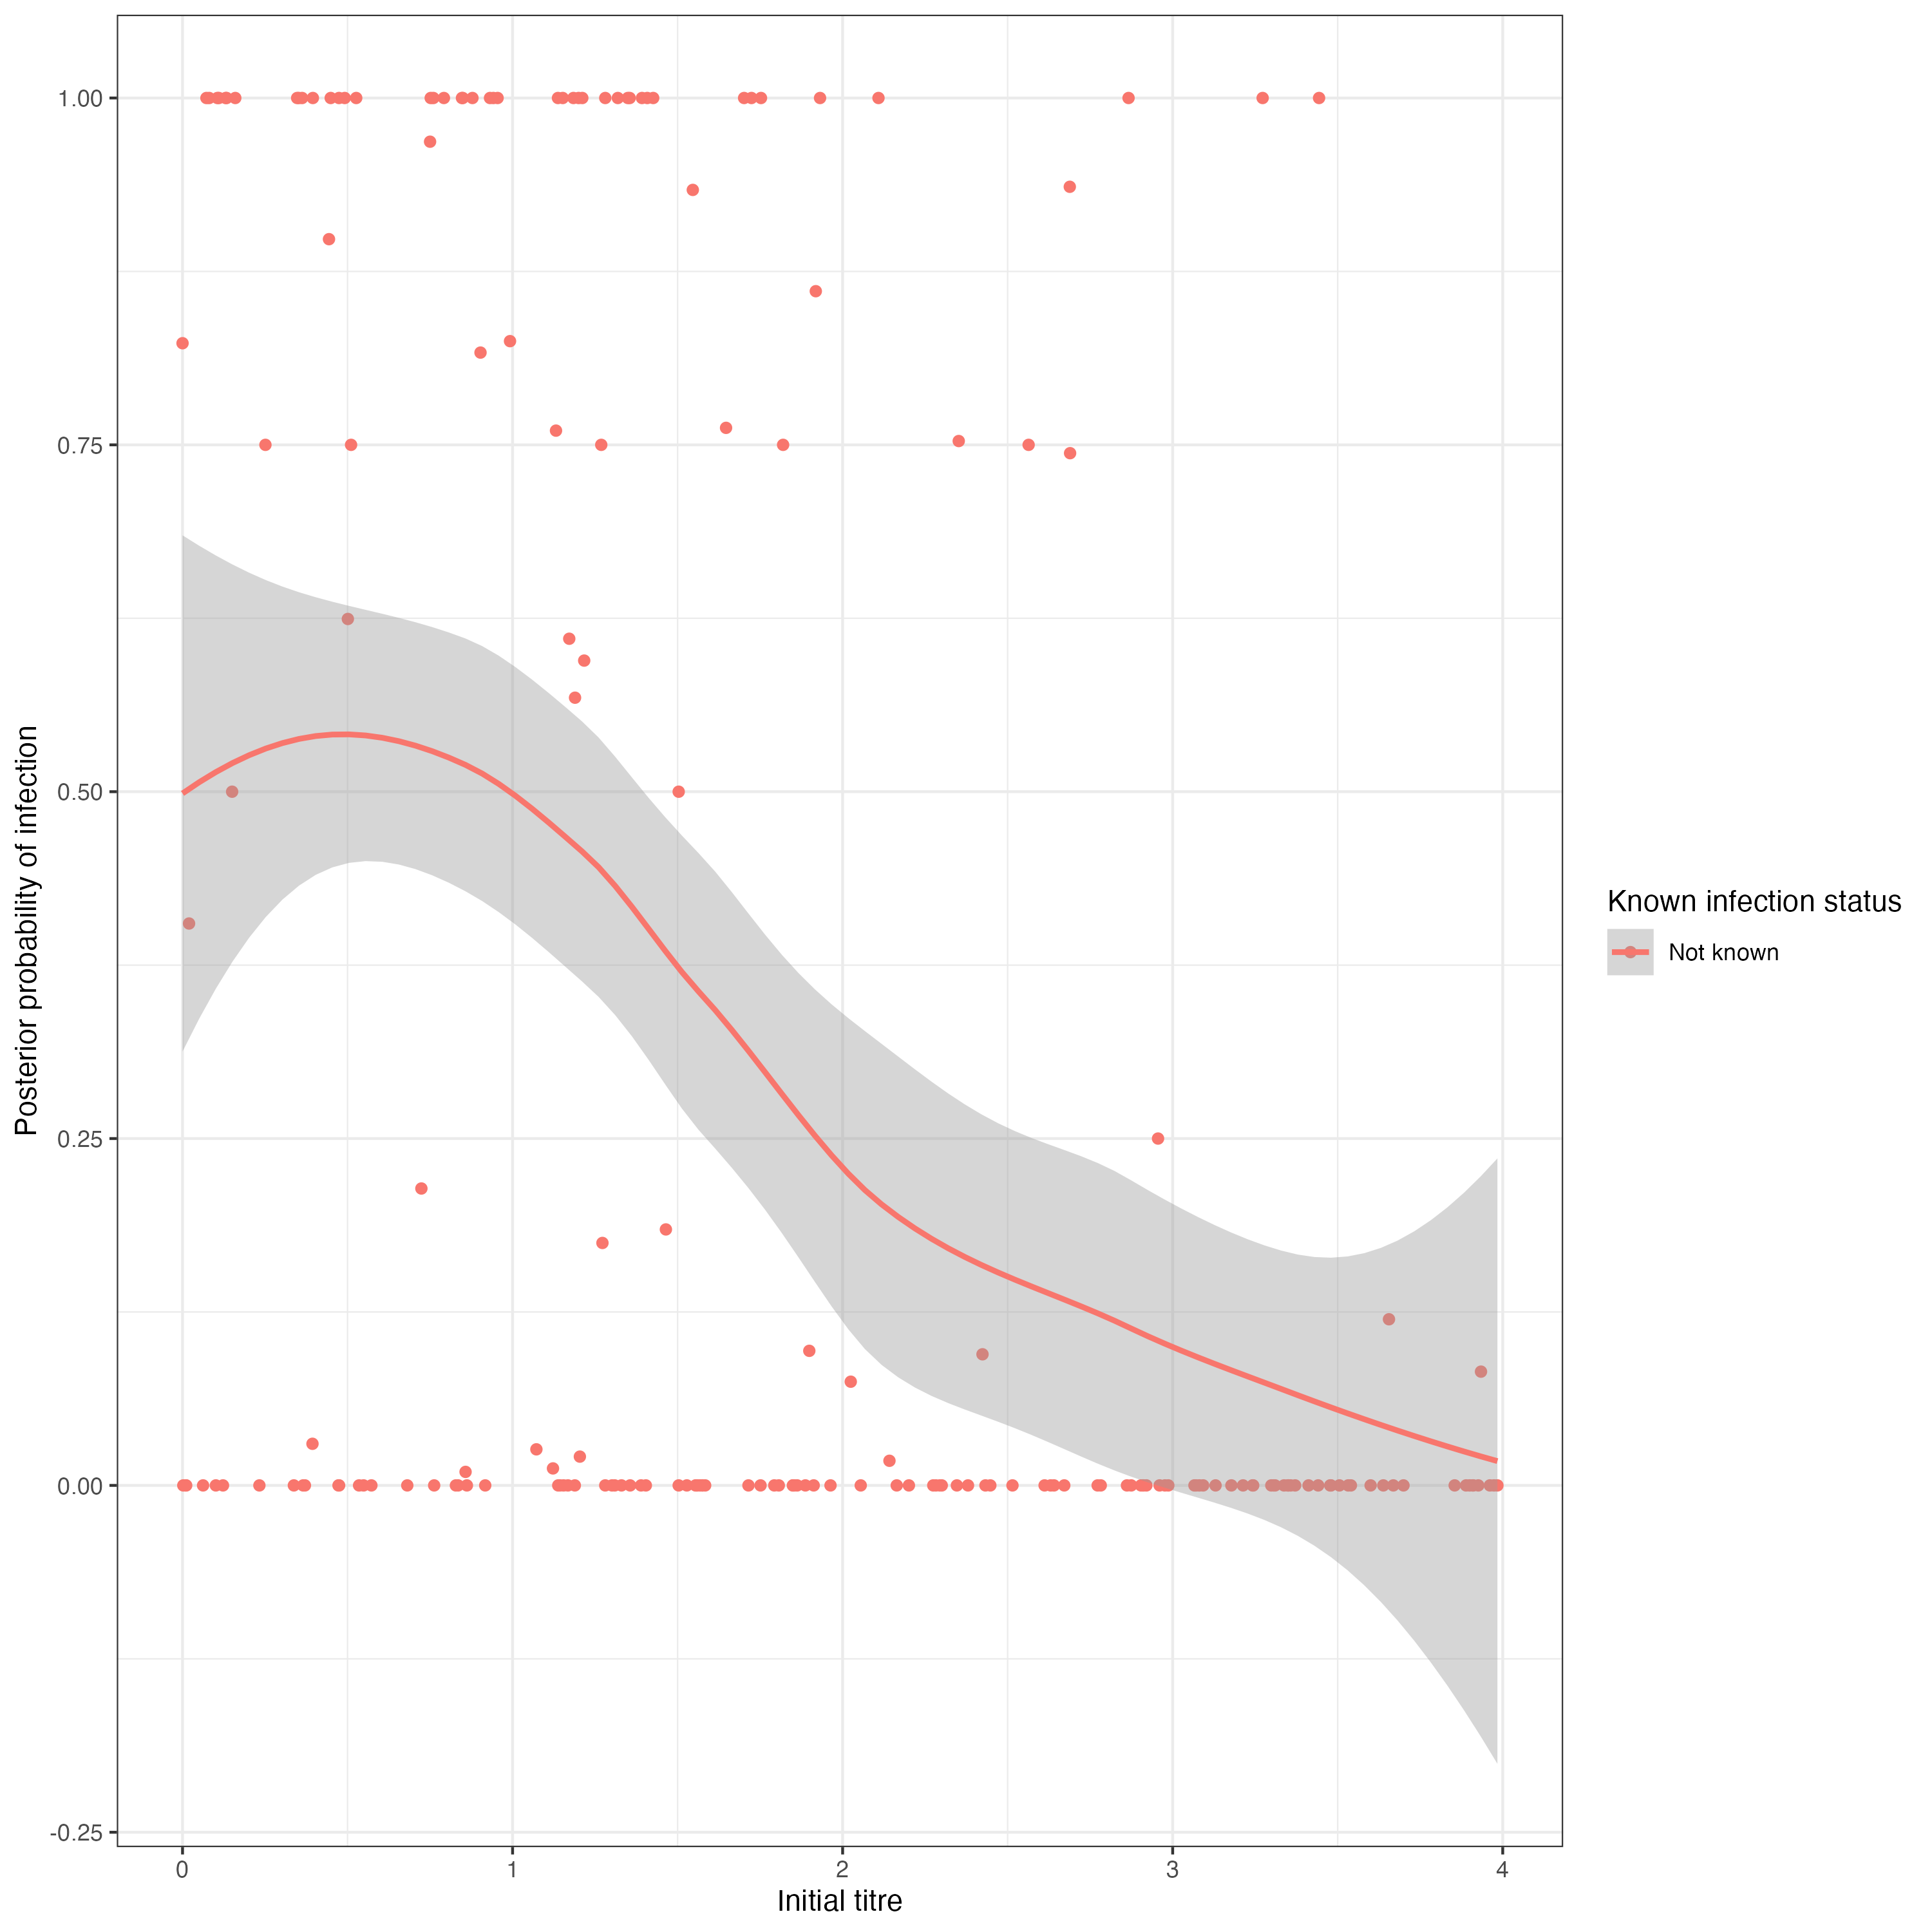 Posterior probability of infection
1.00
0.75
0.50
0.25
0.00
-0.25
0 1 2 3 4
Initial titre
Known infection status
Not known